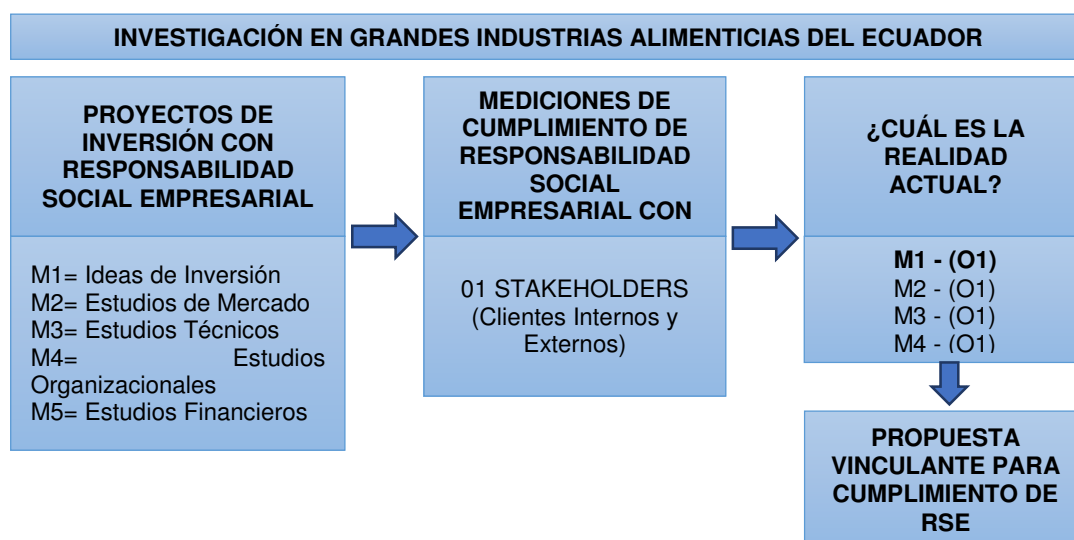 INVESTIGACIÓN EN GRANDES INDUSTRIAS ALIMENTICIAS DEL ECUADOR
PROYECTOS DE
INVERSIÓN CON
RESPONSABILIDAD
SOCIAL EMPRESARIAL
M1= Ideas de Inversión
M2= Estudios de Mercado
M3= Estudios Técnicos
M4= Estudios
Organizacionales
M5= Estudios Financieros
MEDICIONES DE
CUMPLIMIENTO DE
RESPONSABILIDAD
SOCIAL
EMPRESARIAL CON
01 STAKEHOLDERS
(Clientes Internos y
Externos)
¿CUÁL ES LA
REALIDAD
ACTUAL?
M1 - (O1)
M2 - (O1)
M3 - (O1)
M4 - (O1)
PROPUESTA
VINCULANTE PARA
CUMPLIMIENTO DE
RSE